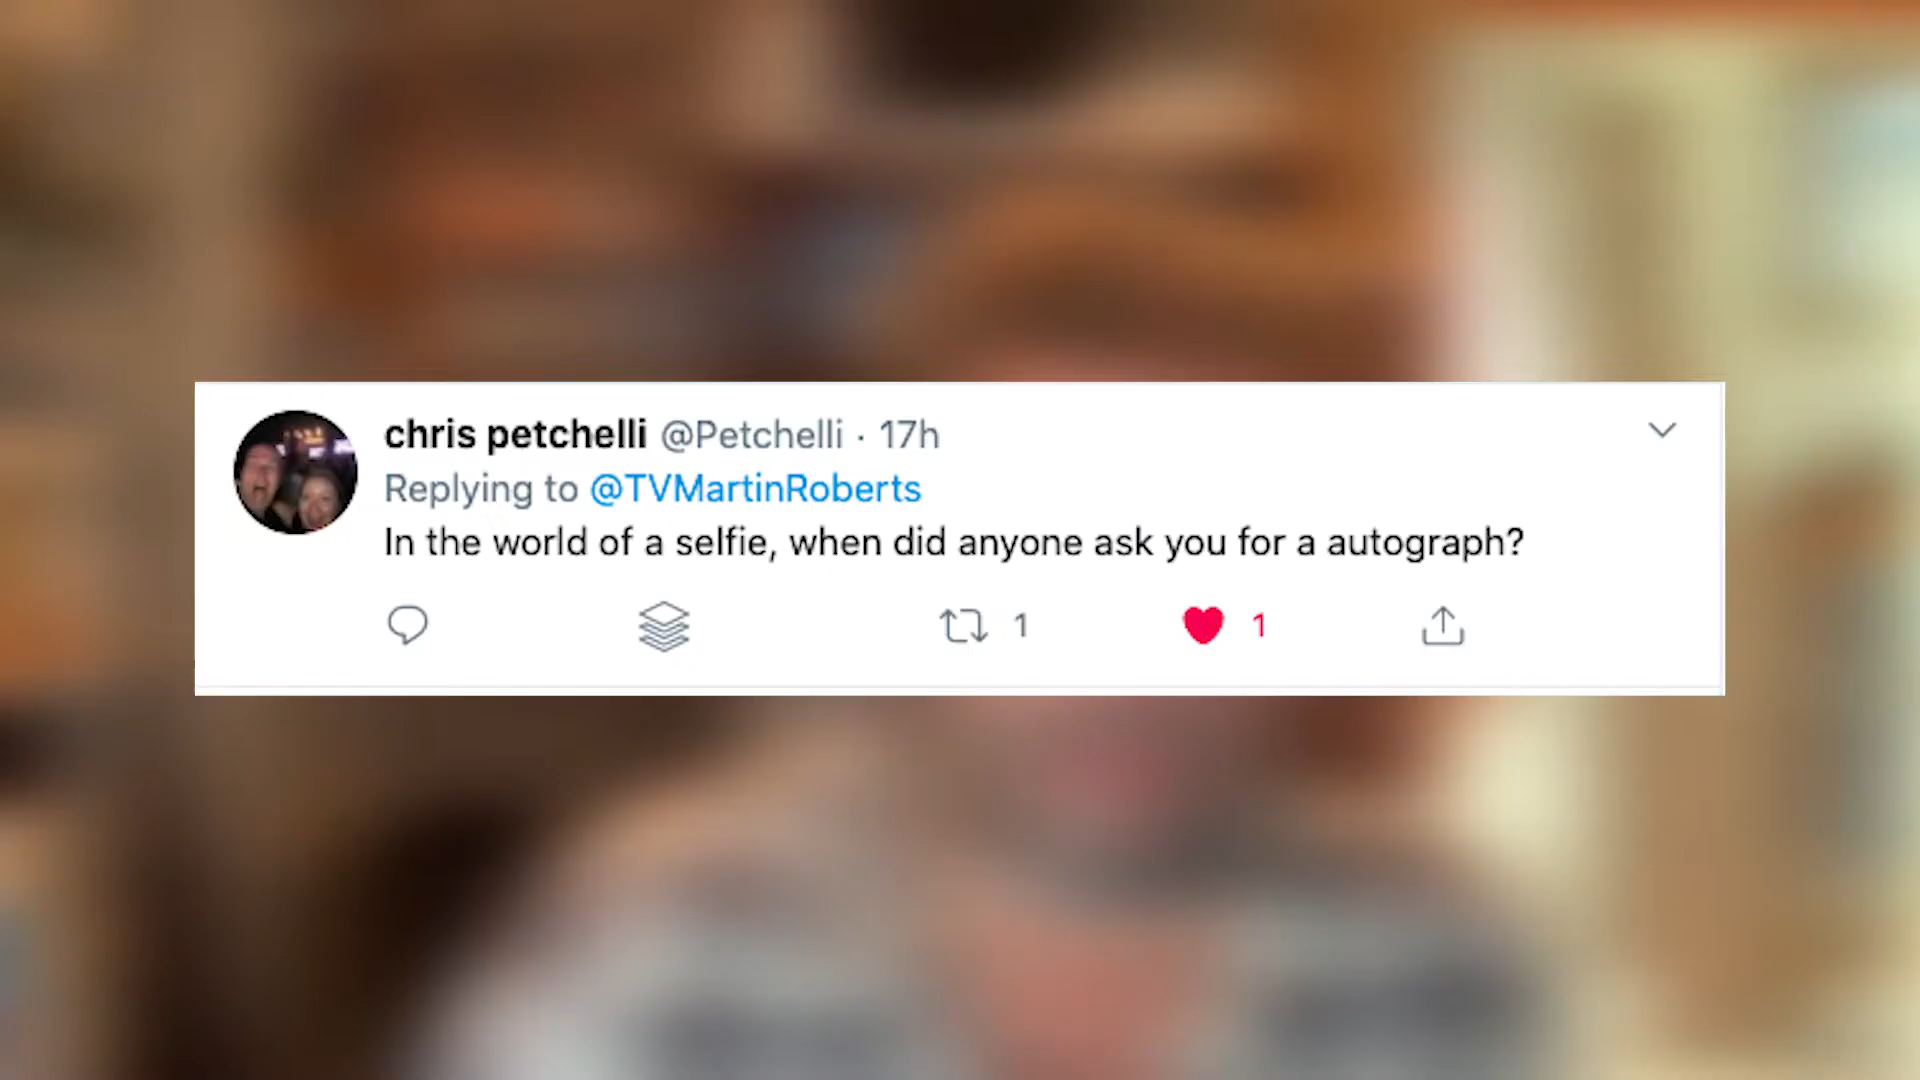 chris petchelli @Petchelli · 17h
Replying to @TVMartinRoberts
In the world of a selfie, when did anyone ask you for a autograph?
1 1